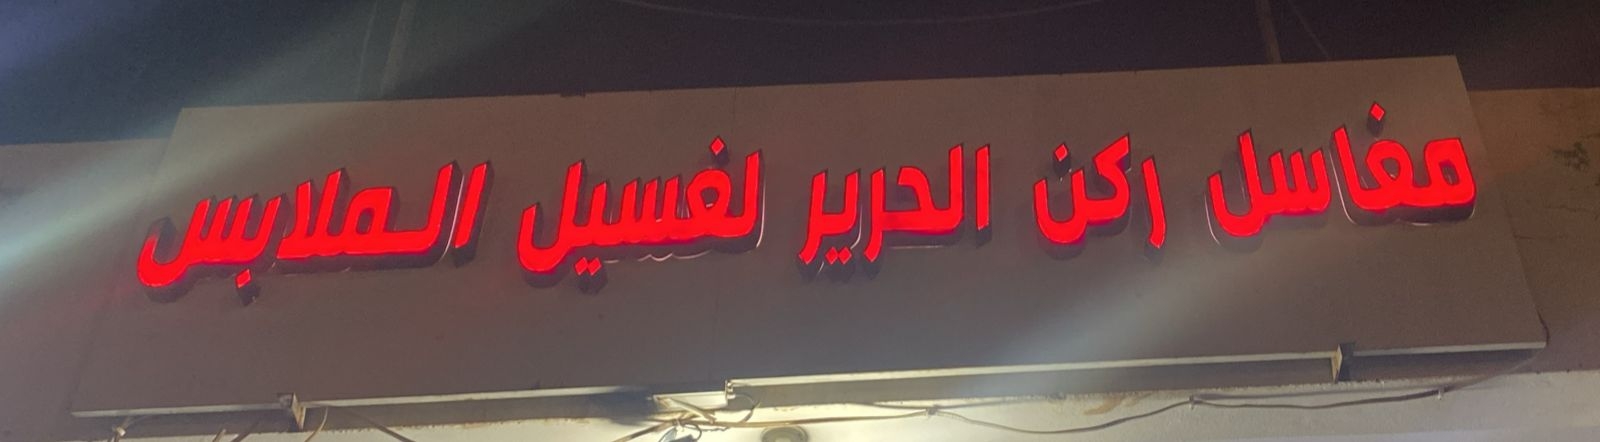 مغاسل ركن الحرير لغسيل الملابس